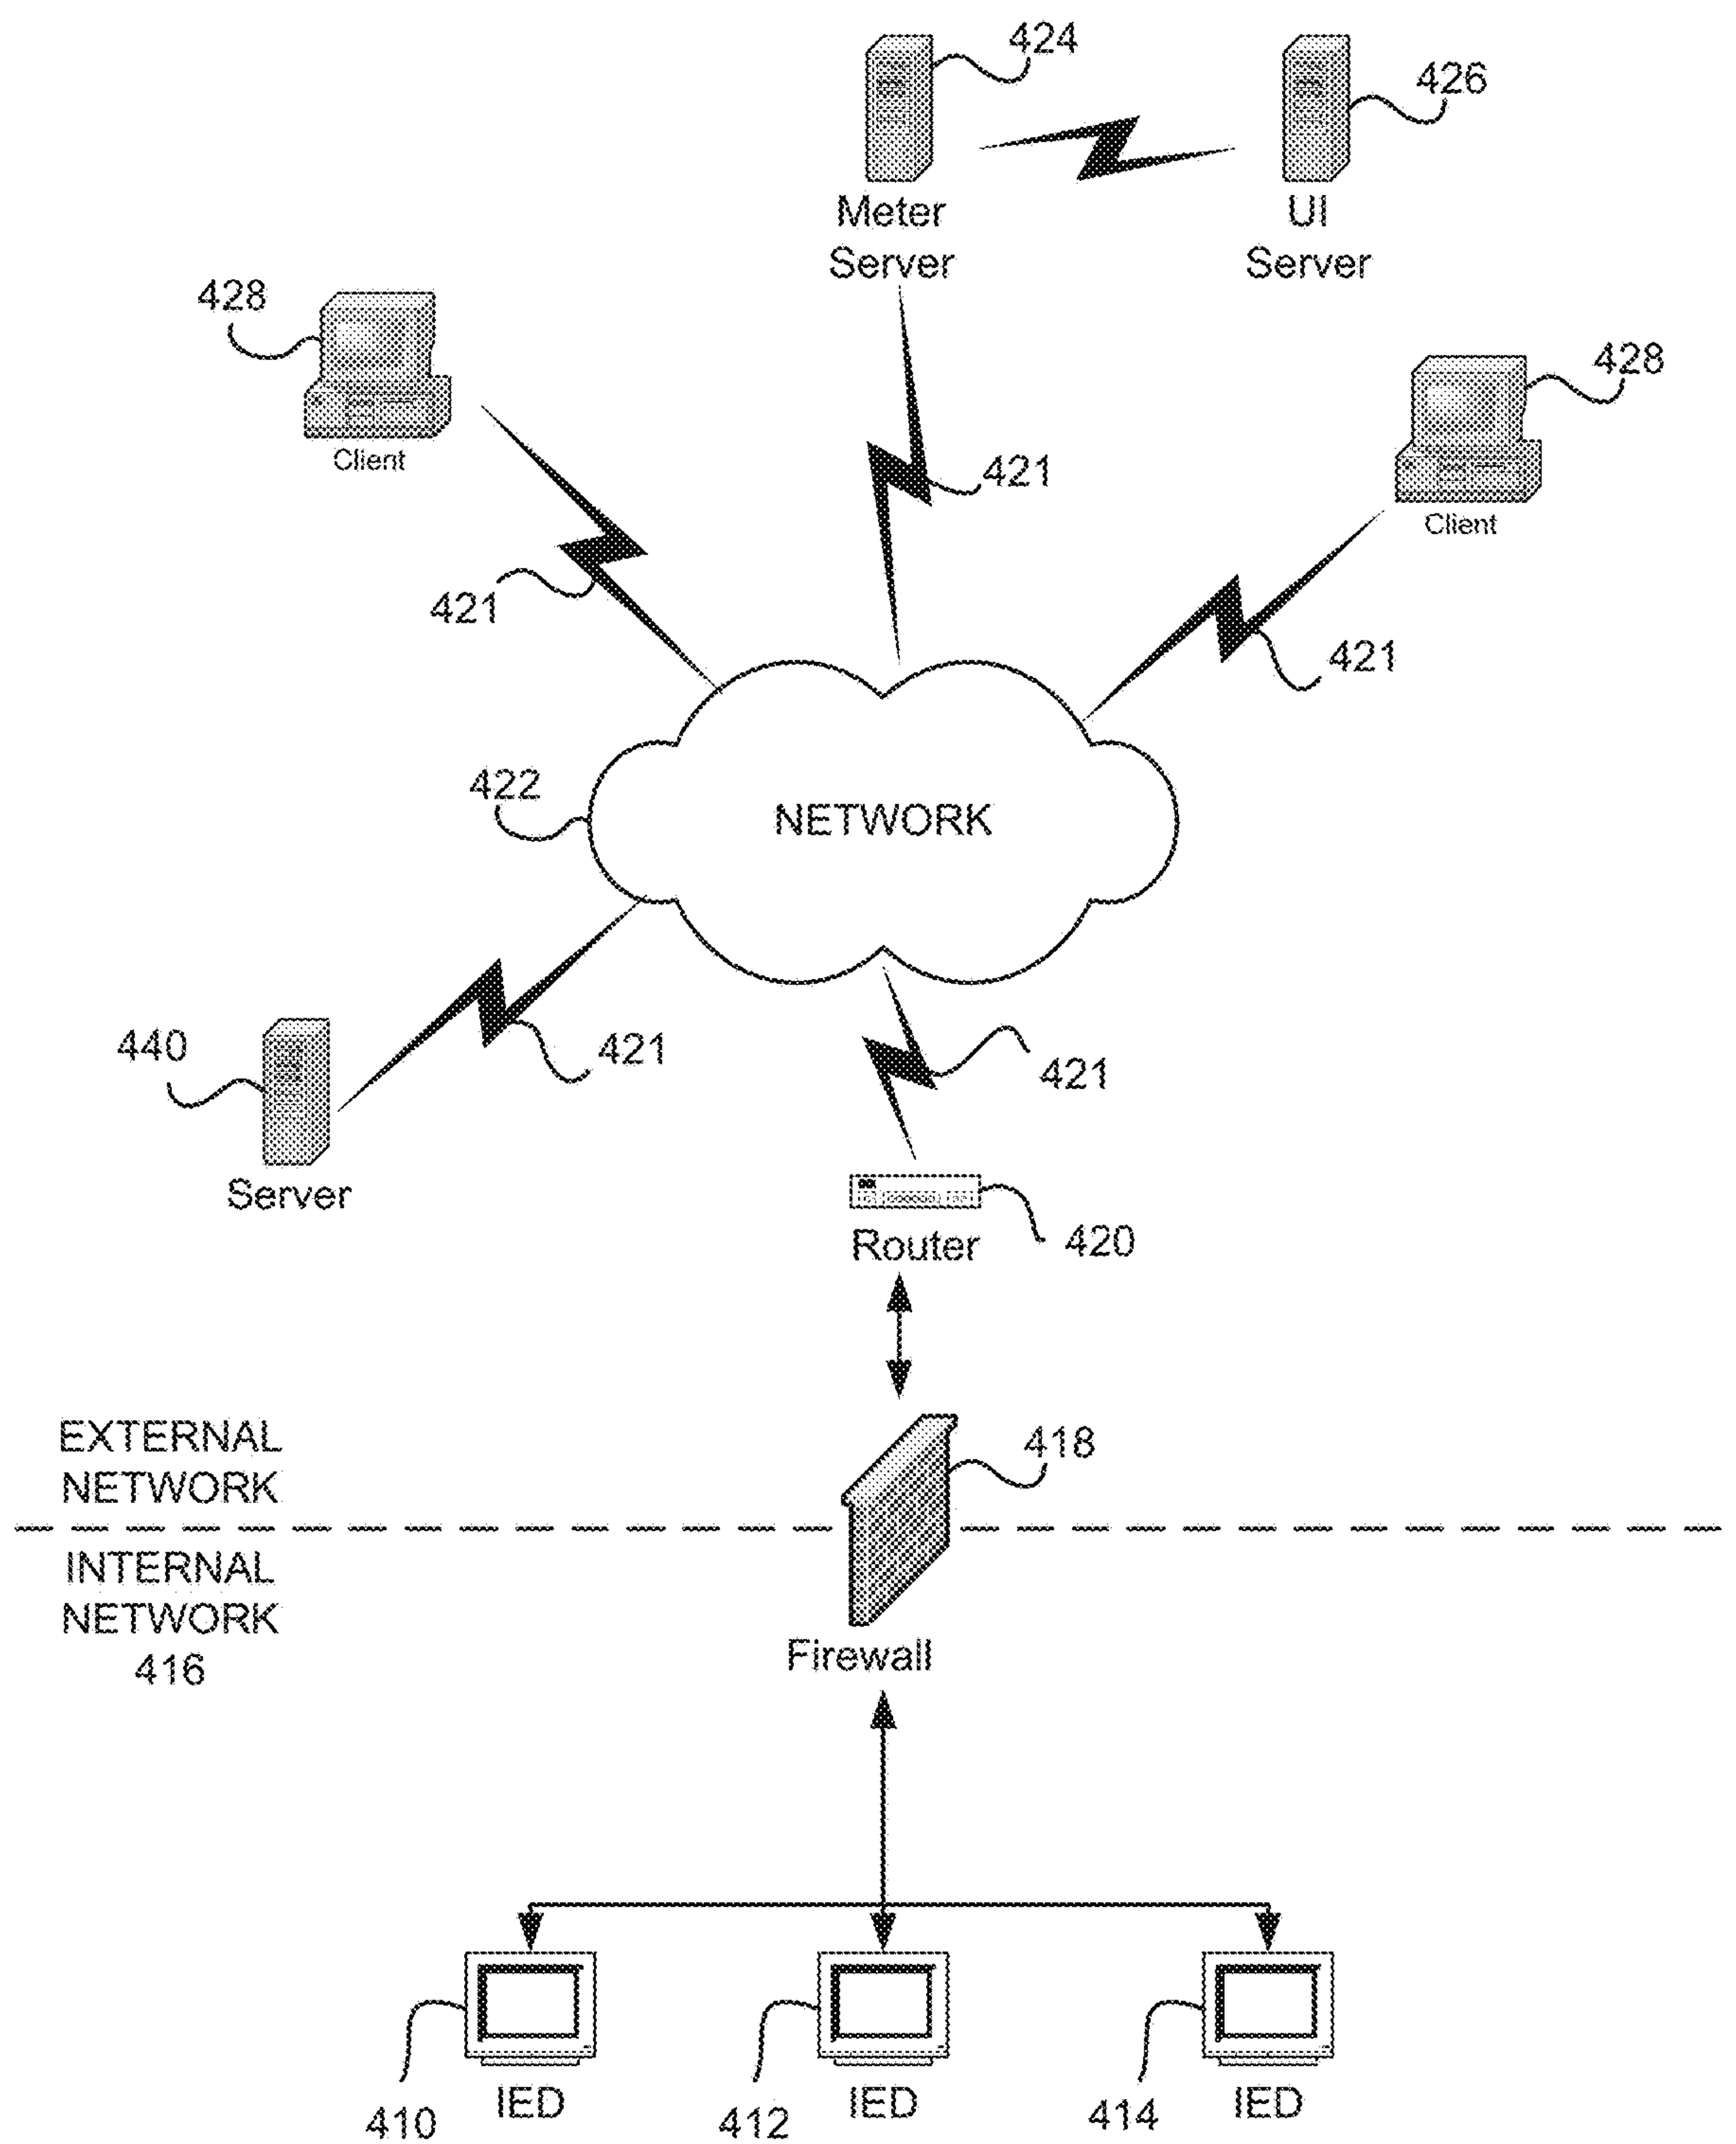 424
426
Meter
Server
UI
Server
428
Client
428
Client
421
421
421
422
NETWORK
440
Server
421
421
Router
420
EXTERNAL
NETWORK
418
INTERNAL
NETWORK
416
Firewall
410
IED
412
IED
414
IED